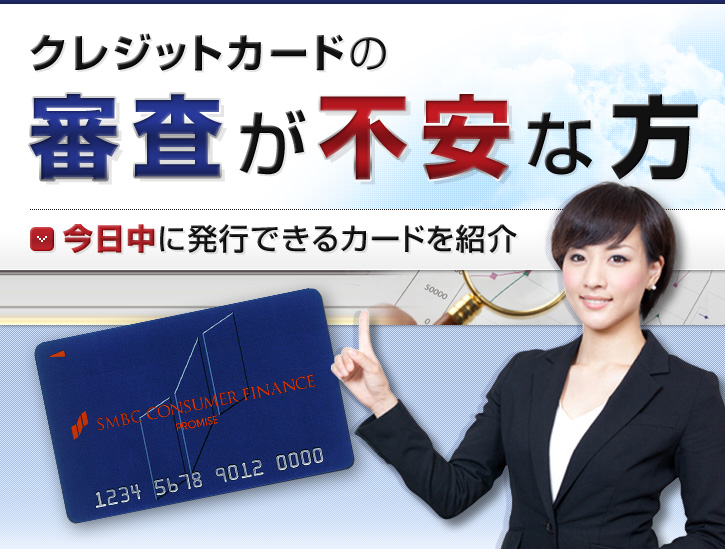 クレジットカードの
審査が不安な方
今日中に発行できるカードを紹介
50000
0
SMBC CONSUMER FINANCE
PROMISE
1234 5678 9012 0000